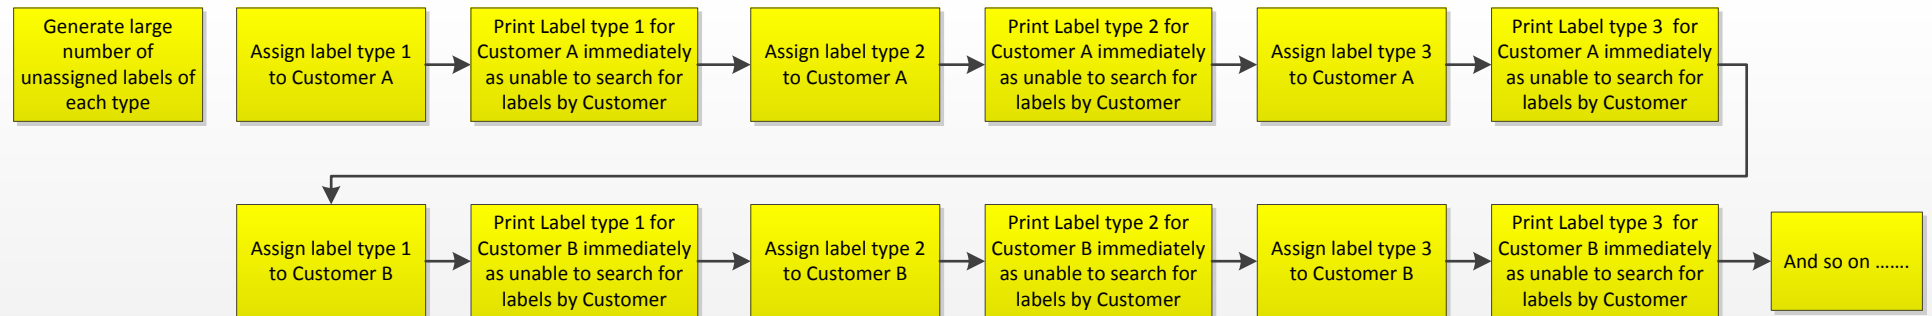 Generate large
number of
unassigned labels of
each type
Assign label type 1
to Customer A
Print Label type 1 for
Customer A immediately
as unable to search for
labels by Customer
Assign label type 2
to Customer A
Print Label type 2 for
Customer A immediately
as unable to search for
labels by Customer
Assign label type 3
to Customer A
Print Label type 3  for
Customer A immediately
as unable to search for
labels by Customer
Assign label type 1
to Customer B
Print Label type 1 for
Customer B immediately
as unable to search for
labels by Customer
Assign label type 2
to Customer B
Print Label type 2 for
Customer B immediately
as unable to search for
labels by Customer
Assign label type 3
to Customer B
Print Label type 3  for
Customer B immediately
as unable to search for
labels by Customer
And so on .......